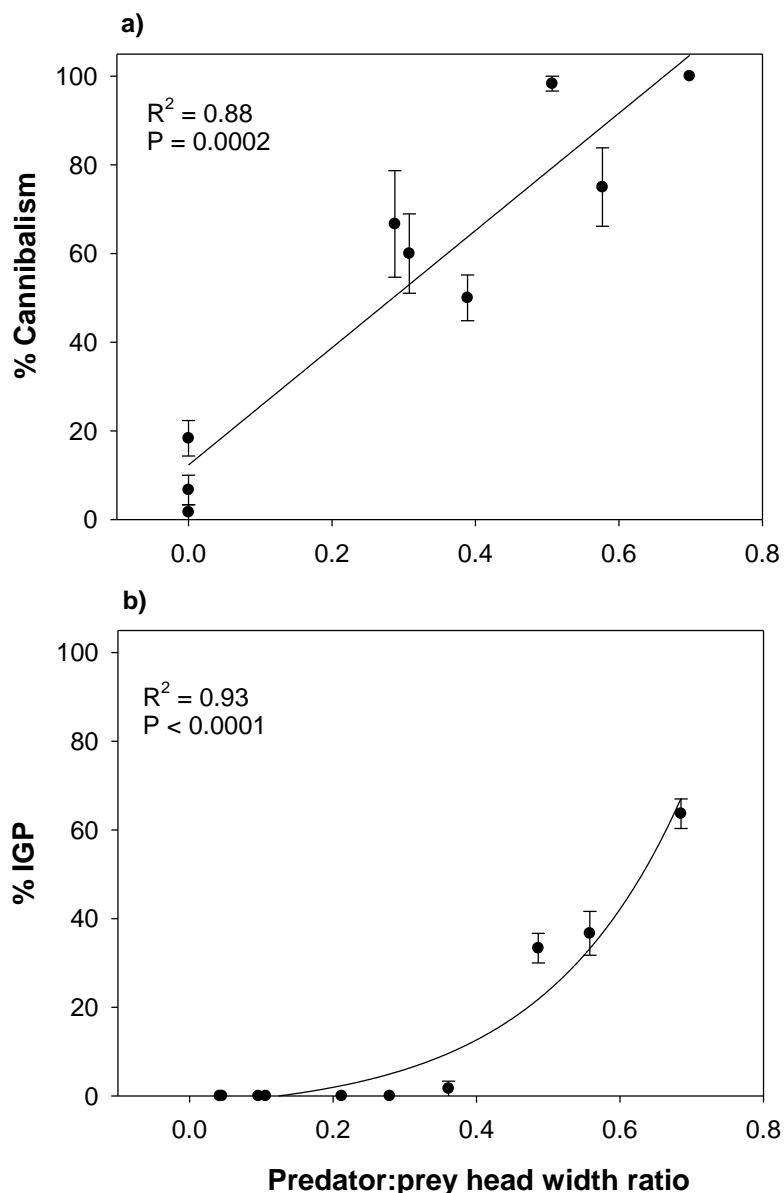 a)
100
80
60
40
20
0
R² = 0.88
P = 0.0002
% Cannibalism
0.0 0.2 0.4 0.6 0.8
b)
100
80
60
40
20
0
R² = 0.93
P < 0.0001
% IGP
0.0 0.2 0.4 0.6 0.8
Predator:prey head width ratio